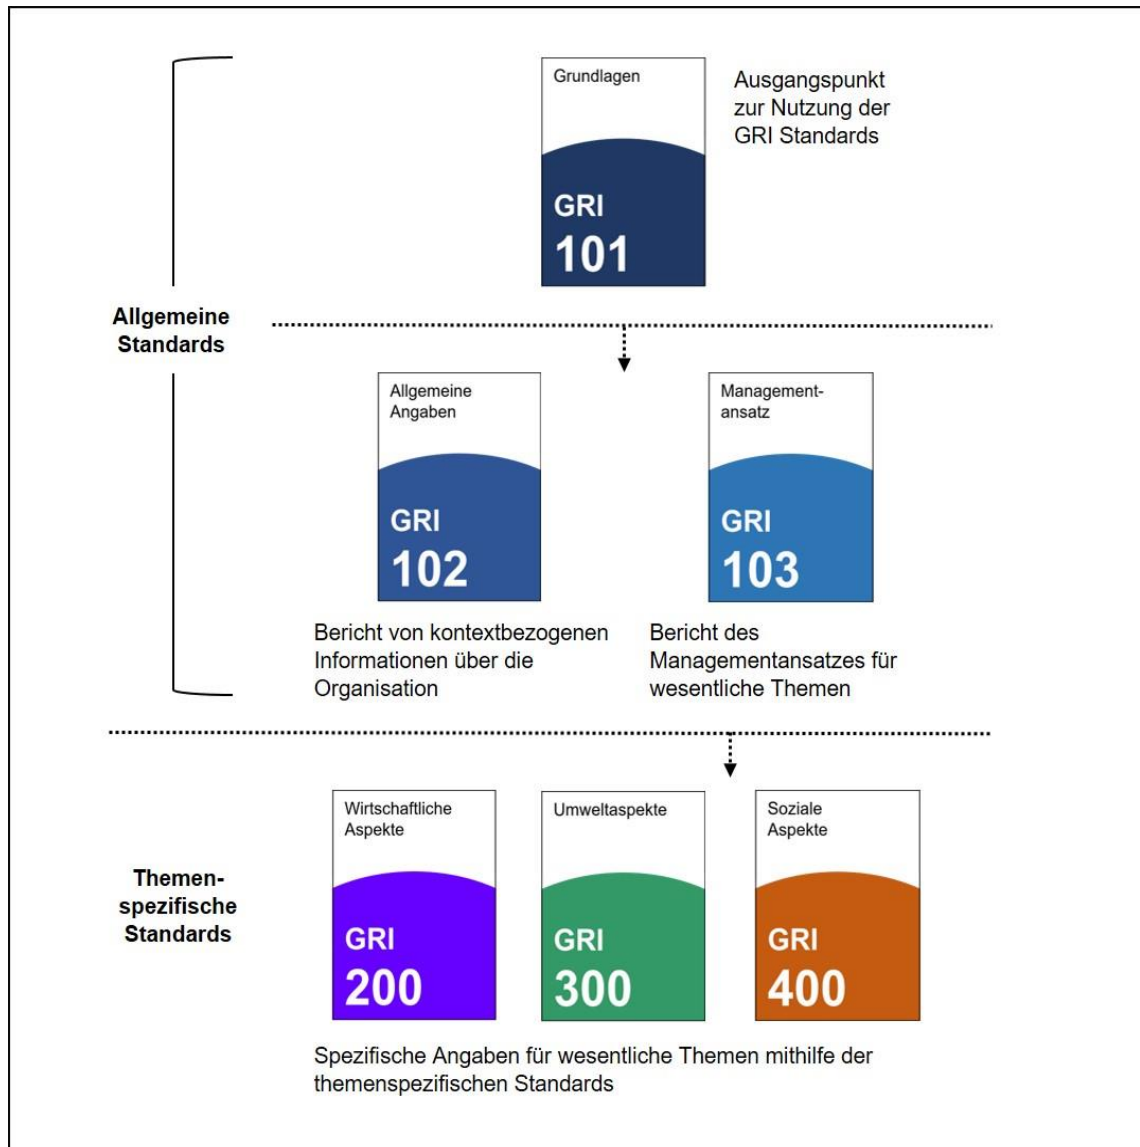 Grundlagen
GRI
101
Ausgangspunkt
zur Nutzung der
GRI Standards
Allgemeine
Standards
Allgemeine
Angaben
GRI
102
Management-
ansatz
GRI
103
Bericht von kontextbezogenen
Informationen über die
Organisation
Bericht des
Managementansatzes für
wesentliche Themen
Themen-
spezifische
Standards
Wirtschaftliche
Aspekte
GRI
200
Umweltaspekte
GRI
300
Soziale
Aspekte
GRI
400
Spezifische Angaben für wesentliche Themen mithilfe der
themenspezifischen Standards